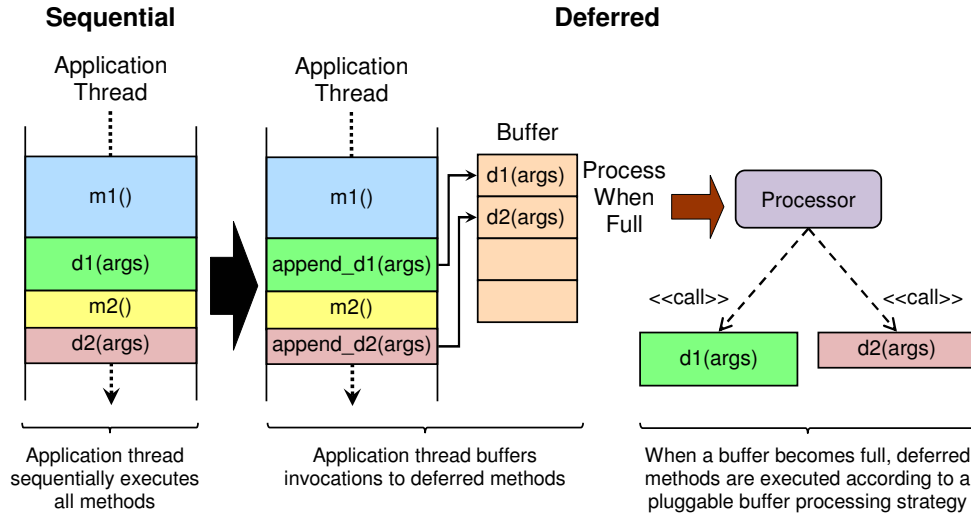 Sequential
Deferred
Application
Thread
m1()
d1(args)
m2()
d2(args)
Application thread
sequentially executes
all methods
Application
Thread
m1()
append_d1(args)
m2()
append_d2(args)
Application thread buffers
invocations to deferred methods
Buffer
d1(args)
d2(args)
Process
When
Full
Processor
<<call>>
<<call>>
d1(args)
d2(args)
When a buffer becomes full, deferred
methods are executed according to a
pluggable buffer processing strategy